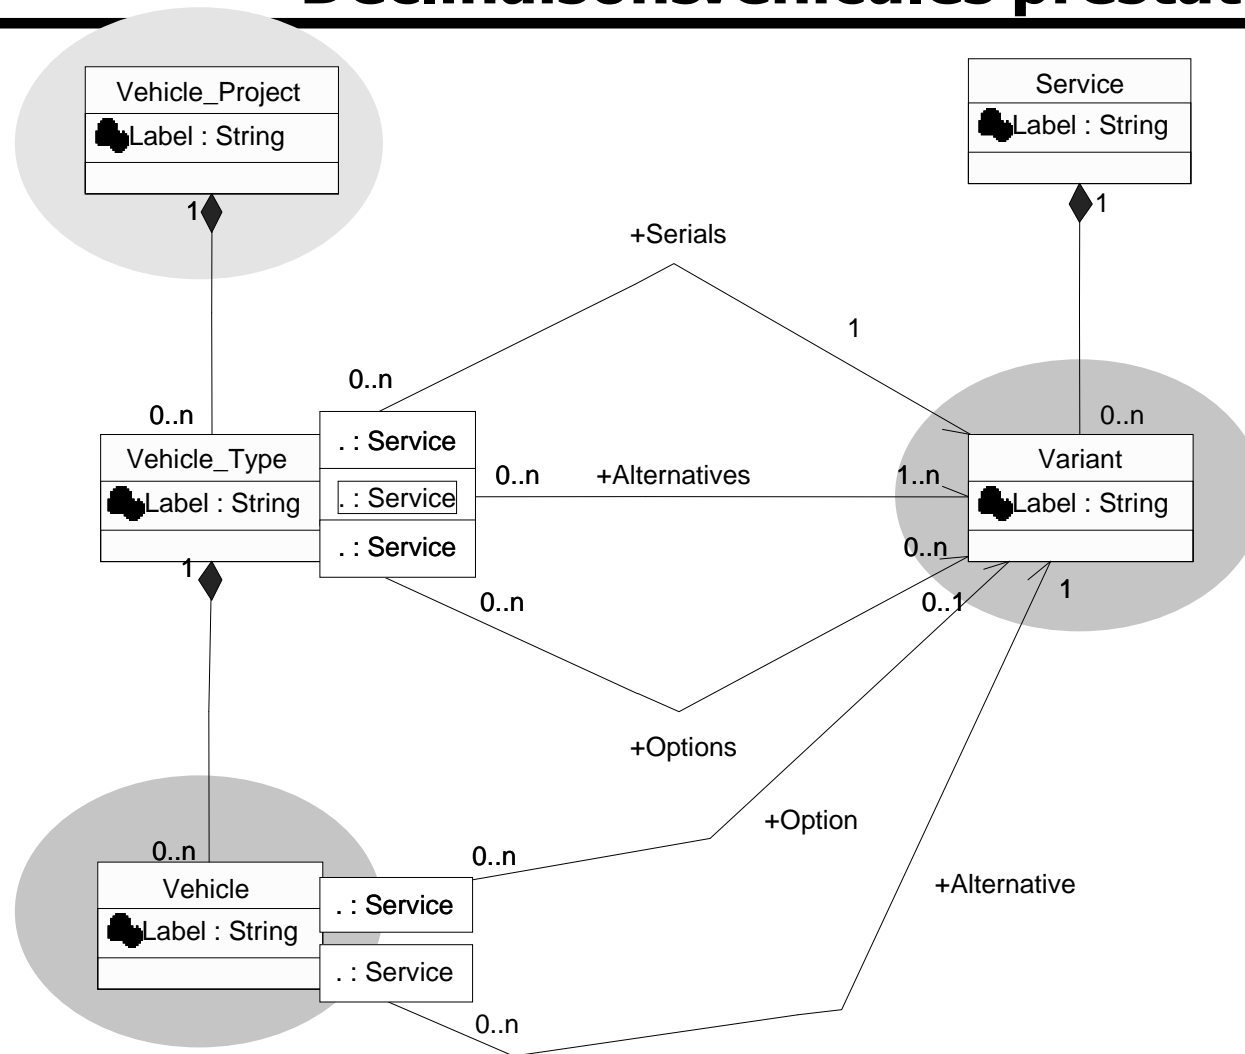 Vehicle_Project
Label : String
1
Service
Label : String
1
+Serials
1
0..n
0..n
0..n
Vehicle_Type
Label : String
. : Service
. : Service
. : Service
0..n
+Alternatives
1..n
Variant
Label : String
1
0..n
0..n
0..1
1
+Options
+Option
0..n
0..n
+Alternative
Vehicle
Label : String
. : Service
. : Service
0..n